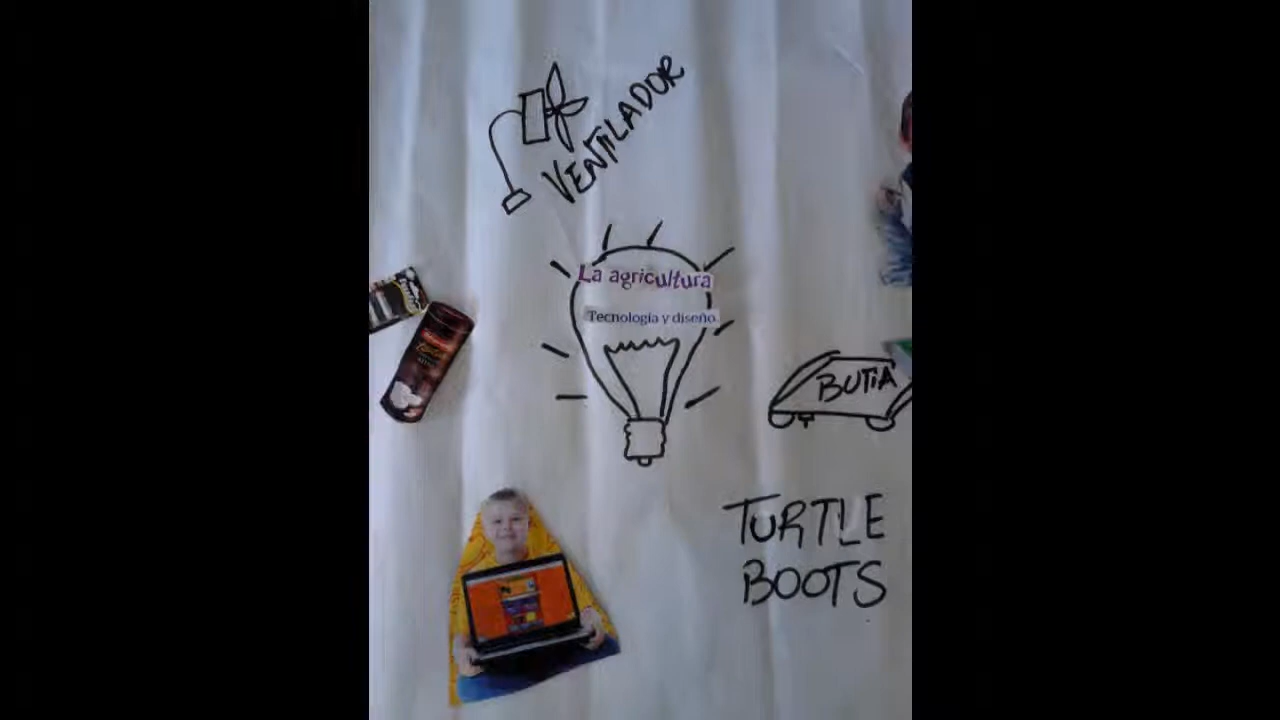 VENTILADOR
La agricultura
Tecnología y diseño
BUTIA
TURTLE
BOOTS